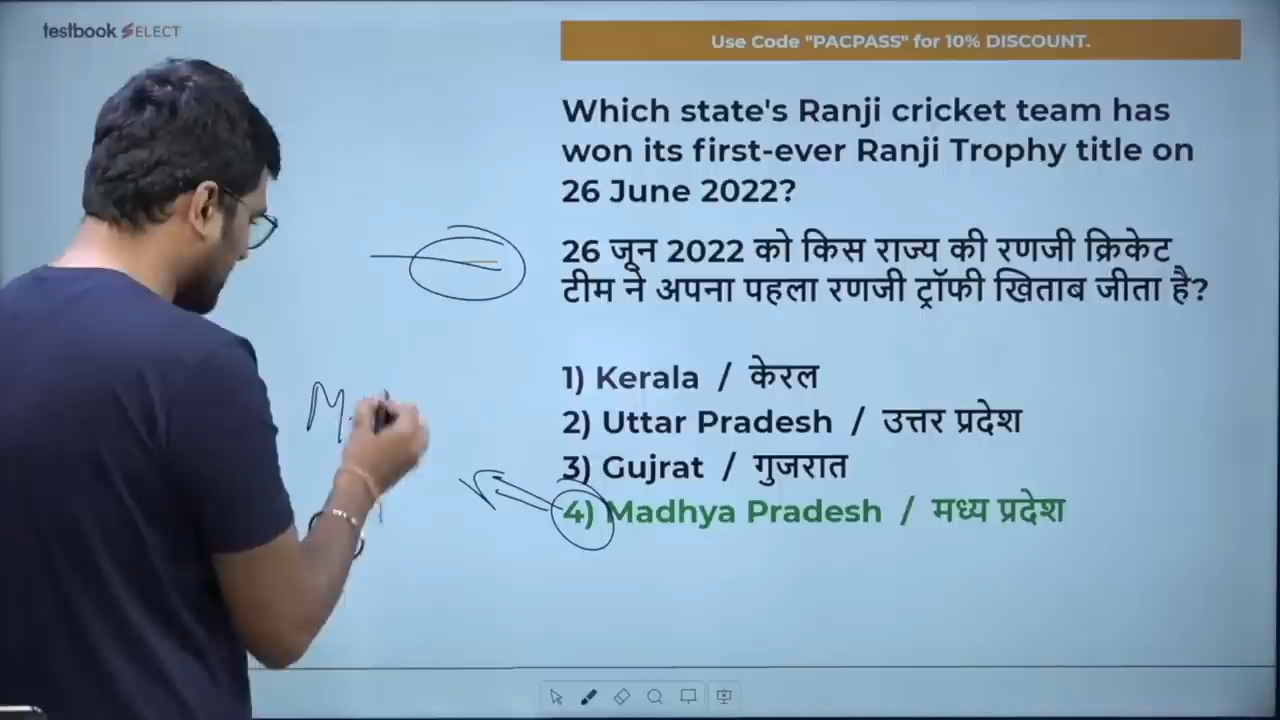 testbook SELECT
Use Code "PACPASS" for 10% DISCOUNT.
Which state's Ranji cricket team has
won its first-ever Ranji Trophy title on
26 June 2022?
26 जून 2022 को किस राज्य की रणजी क्रिकेट
टीम ने अपना पहला रणजी ट्रॉफी खिताब जीता है?
1) Kerala / केरल
2) Uttar Pradesh / उत्तर प्रदेश
3) Gujrat / गुजरात
4) Madhya Pradesh / मध्य प्रदेश
M.